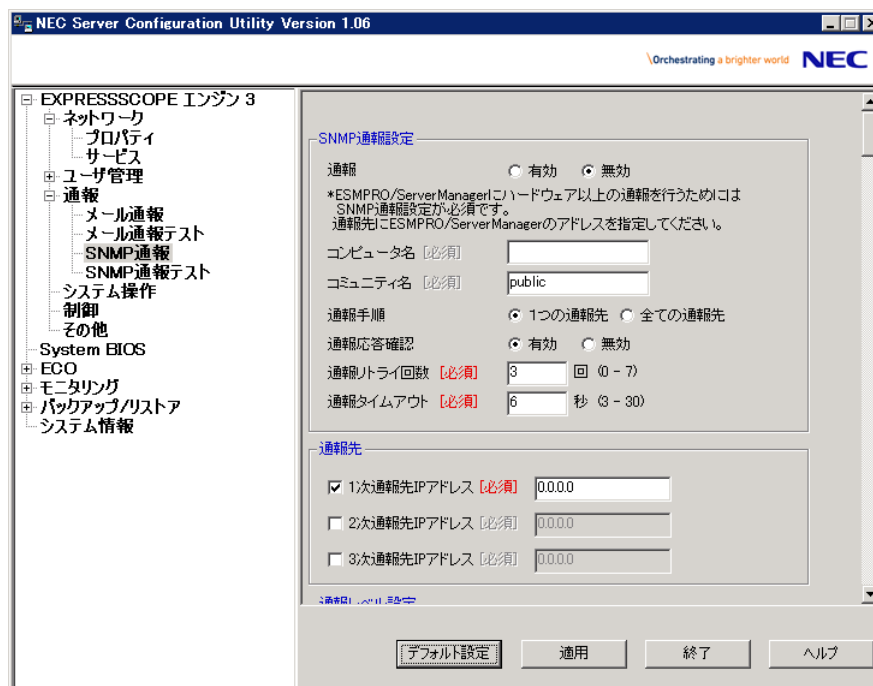 NEC Server Configuration Utility Version 1.06
\Orchestrating a brighter world NEC
EXPRESSSCOPE エンジン 3
ネットワーク
プロパティ
サービス
ユーザ管理
通報
メール通報
メール通報テスト
SNMP通報
SNMP通報テスト
システム操作
制御
その他
System BIOS
ECO
モニタリング
バックアップ/リストア
システム情報
SNMP通報設定
通報 有効 無効
*ESMPRO/ServerManagerにハードウェア以上の通報を行うためには
SNMP通報設定が必須です。
通報先にESMPRO/ServerManagerのアドレスを指定してください。
コンピュータ名 [必須]
コミュニティ名 [必須] public
通報手順 1つの通報先 全ての通報先
通報応答確認 有効 無効
通報リトライ回数 [必須] 3 回 (0 - 7)
通報タイムアウト [必須] 6 秒 (3 - 30)
通報先
1次通報先IPアドレス [必須] 0.0.0.0
2次通報先IPアドレス [必須] 0.0.0.0
3次通報先IPアドレス [必須] 0.0.0.0
通報レベル設定
デフォルト設定 適用 終了 ヘルプ